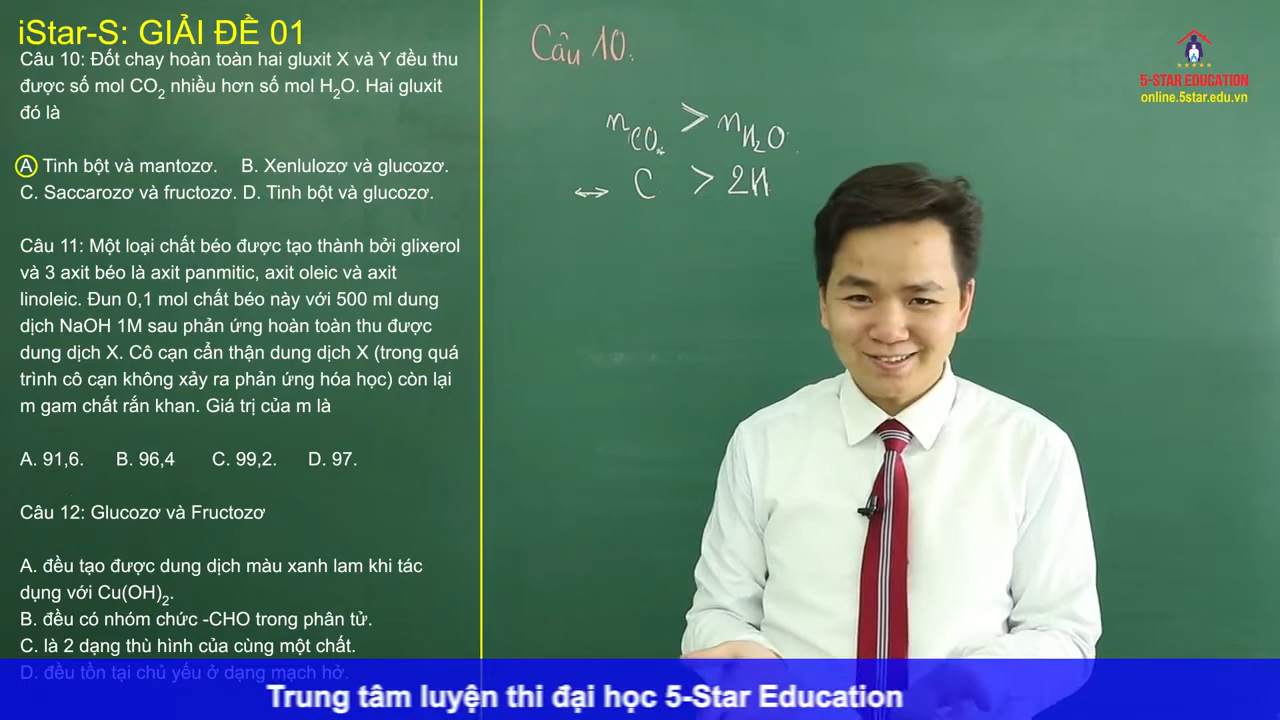 iStar-S: GIẢI ĐỀ 01
Câu 10: Đốt chay hoàn toàn hai gluxit X và Y đều thu
được số mol CO₂ nhiều hơn số mol H₂O. Hai gluxit
đó là
A Tinh bột và mantozơ. B. Xenlulozơ và glucozơ.
C. Saccarozơ và fructozơ. D. Tinh bột và glucozơ.
Câu 11: Một loại chất béo được tạo thành bởi glixerol
và 3 axit béo là axit panmitic, axit oleic và axit
linoleic. Đun 0,1 mol chất béo này với 500 ml dung
dịch NaOH 1M sau phản ứng hoàn toàn thu được
dung dịch X. Cô cạn cẩn thận dung dịch X (trong quá
trình cô cạn không xảy ra phản ứng hóa học) còn lại
m gam chất rắn khan. Giá trị của m là
A. 91,6. B. 96,4 C. 99,2. D. 97.
Câu 12: Glucozơ và Fructozơ
A. đều tạo được dung dịch màu xanh lam khi tác
dụng với Cu(OH)₂.
B. đều có nhóm chức -CHO trong phân tử.
C. là 2 dạng thù hình của cùng một chất.
D. đều tồn tại chủ yếu ở dạng mạch hở.
Câu 10.
n CO₂ > n H₂O
↔ C > 2H
5-STAR EDUCATION
online.5star.edu.vn
Trung tâm luyện thi đại học 5-Star Education